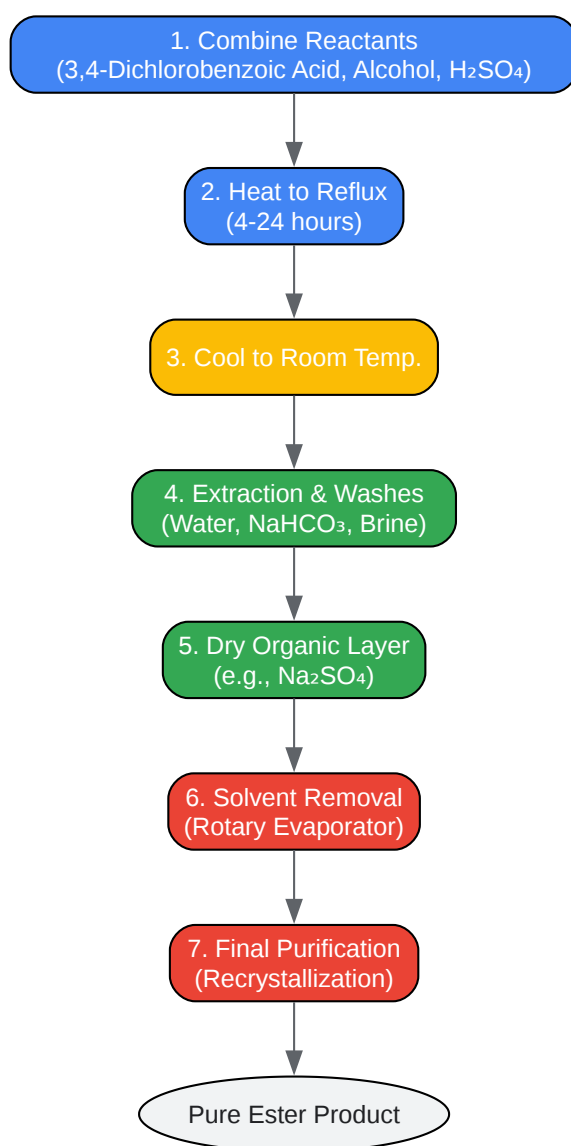 1. Combine Reactants
(3,4-Dichlorobenzoic Acid, Alcohol, H₂SO₄)
2. Heat to Reflux
(4-24 hours)
3. Cool to Room Temp.
4. Extraction & Washes
(Water, NaHCO₃, Brine)
5. Dry Organic Layer
(e.g., Na₂SO₄)
6. Solvent Removal
(Rotary Evaporator)
7. Final Purification
(Recrystallization)
Pure Ester Product